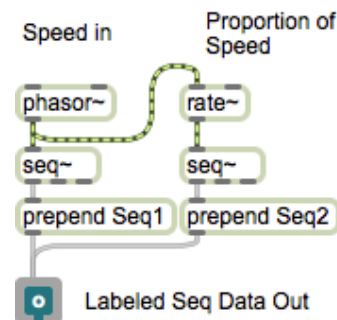 Speed in
Proportion of
Speed
phasor~
rate~
seq~
seq~
prepend Seq1
prepend Seq2
Labeled Seq Data Out